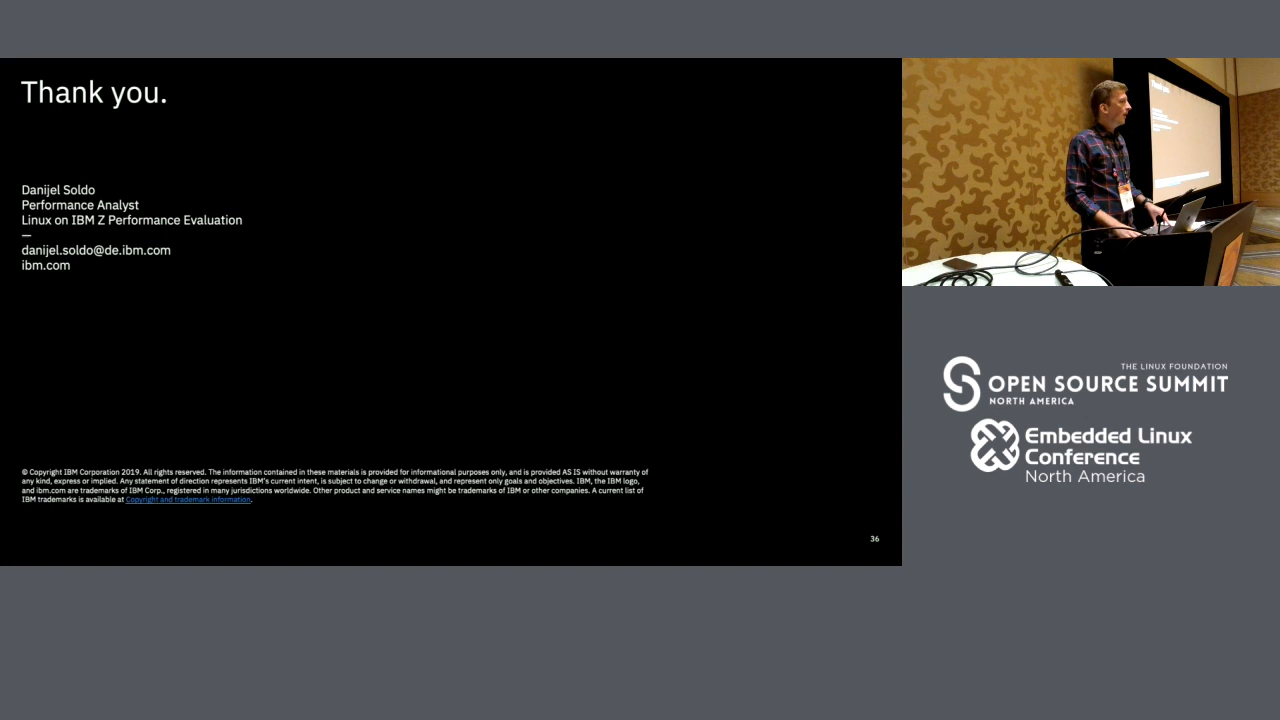 Thank you.
Danijel Soldo
Performance Analyst
Linux on IBM Z Performance Evaluation
—
danijel.soldo@de.ibm.com
ibm.com
© Copyright IBM Corporation 2019. All rights reserved. The information contained in these materials is provided for informational purposes only, and is provided AS IS without warranty of
any kind, express or implied. Any statement of direction represents IBM's current intent, is subject to change or withdrawal, and represent only goals and objectives. IBM, the IBM logo,
and ibm.com are trademarks of IBM Corp., registered in many jurisdictions worldwide. Other product and service names might be trademarks of IBM or other companies. A current list of
IBM trademarks is available at Copyright and trademark information.
36
THE LINUX FOUNDATION
OPEN SOURCE SUMMIT
NORTH AMERICA
Embedded Linux
Conference
North America